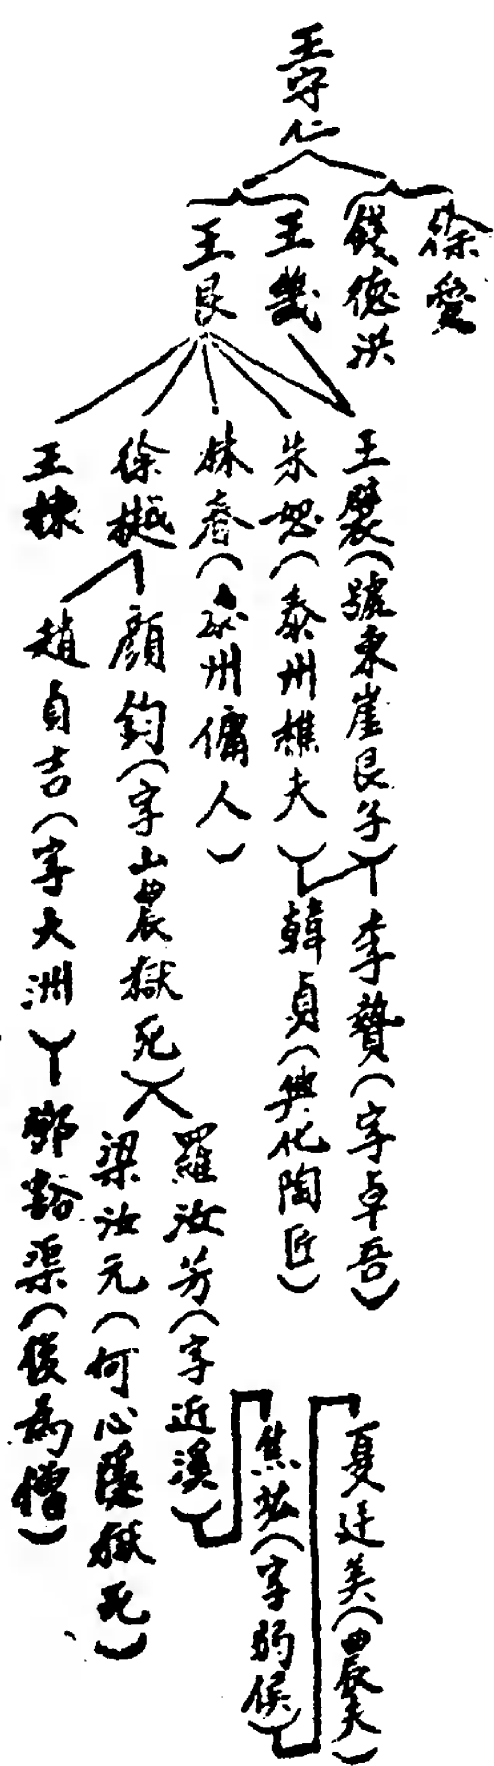 王守仁
徐愛
錢德洪
王畿
王艮
王襞（號東崖艮子）
朱恕（泰州樵夫）
林春（泰州傭人）
徐樾
王棟
李贄（字卓吾）
韓貞（興化陶匠）
顏鈞（字山農獄死）
趙貞吉（字大洲）
羅汝芳（字近溪）
梁汝元（何心隱獄死）
鄧豁渠（後為僧）
焦竑（字弱侯）
夏廷美（農夫）